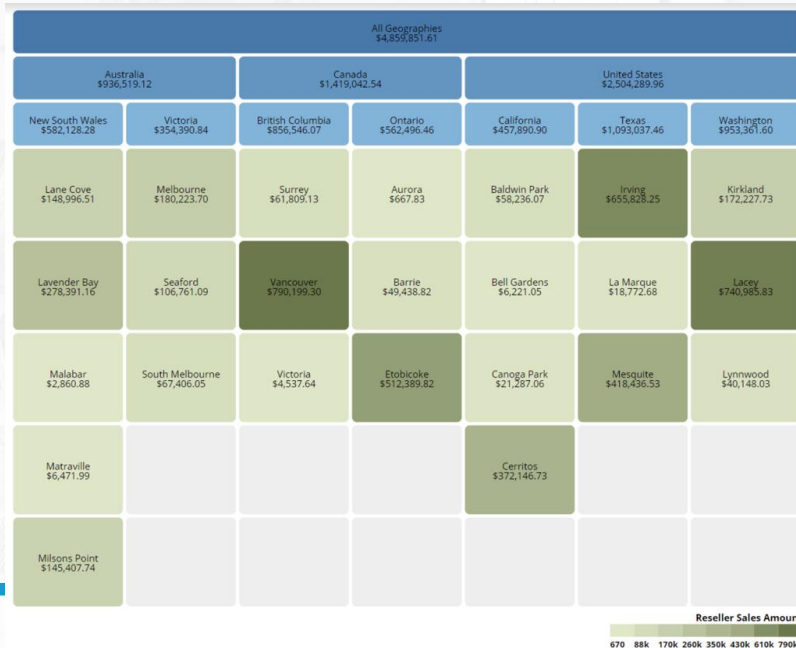 All Geographies
$4,859,851.61
Australia
$936,519.12
Canada
$1,419,042.54
United States
$2,504,289.96
New South Wales
$582,128.28
Victoria
$354,390.84
British Columbia
$856,546.07
Ontario
$562,496.46
California
$457,890.90
Texas
$1,093,037.46
Washington
$953,361.60
Lane Cove
$148,996.51
Melbourne
$180,223.70
Surrey
$61,809.13
Aurora
$667.83
Baldwin Park
$58,236.07
Irving
$655,828.25
Kirkland
$172,227.73
Lavender Bay
$278,391.16
Seaford
$106,761.09
Vancouver
$790,199.30
Barrie
$49,438.82
Bell Gardens
$6,221.05
La Marque
$18,772.68
Lacey
$740,985.83
Malabar
$2,860.88
South Melbourne
$67,406.05
Victoria
$4,537.64
Etobicoke
$512,389.82
Canoga Park
$21,287.06
Mesquite
$418,436.53
Lynnwood
$40,148.03
Matraville
$6,471.99
Cerritos
$372,146.73
Milsons Point
$145,407.74
Reseller Sales Amoun
670 88k 170k 260k 350k 430k 610k 790k